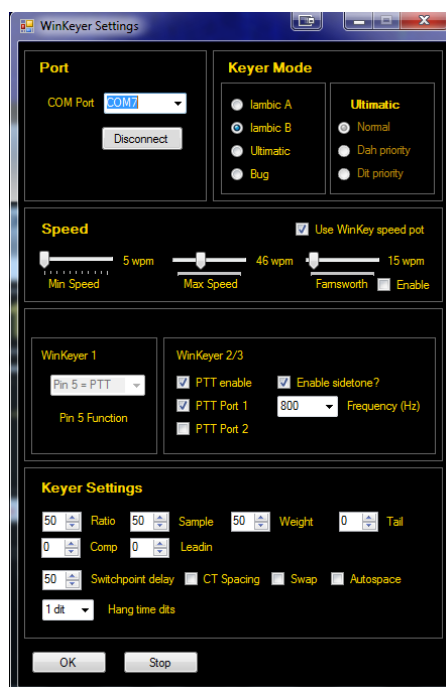 WinKeyer Settings
Port
COM Port COM7
Disconnect
Keyer Mode
Iambic A
Iambic B
Ultimatic
Bug
Ultimatic
Normal
Dah priority
Dit priority
Speed
Use WinKey speed pot
5 wpm 46 wpm 15 wpm
Min Speed Max Speed Farnsworth Enable
WinKeyer 1
Pin 5 = PTT
Pin 5 Function
WinKeyer 2/3
PTT enable Enable sidetone?
PTT Port 1 800 Frequency (Hz)
PTT Port 2
Keyer Settings
50 Ratio 50 Sample 50 Weight 0 Tail
0 Comp 0 Leadin
50 Switchpoint delay CT Spacing Swap Autospace
1 dit Hang time dits
OK Stop